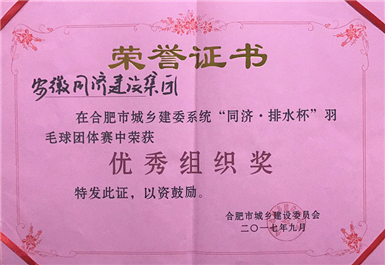 荣誉证书
安徽同济建设集团
在合肥市城乡建委系统“同济·排水杯”羽
毛球团体赛中荣获
优秀组织奖
特发此证，以资鼓励。
合肥市城乡建设委员会
二〇一七年九月